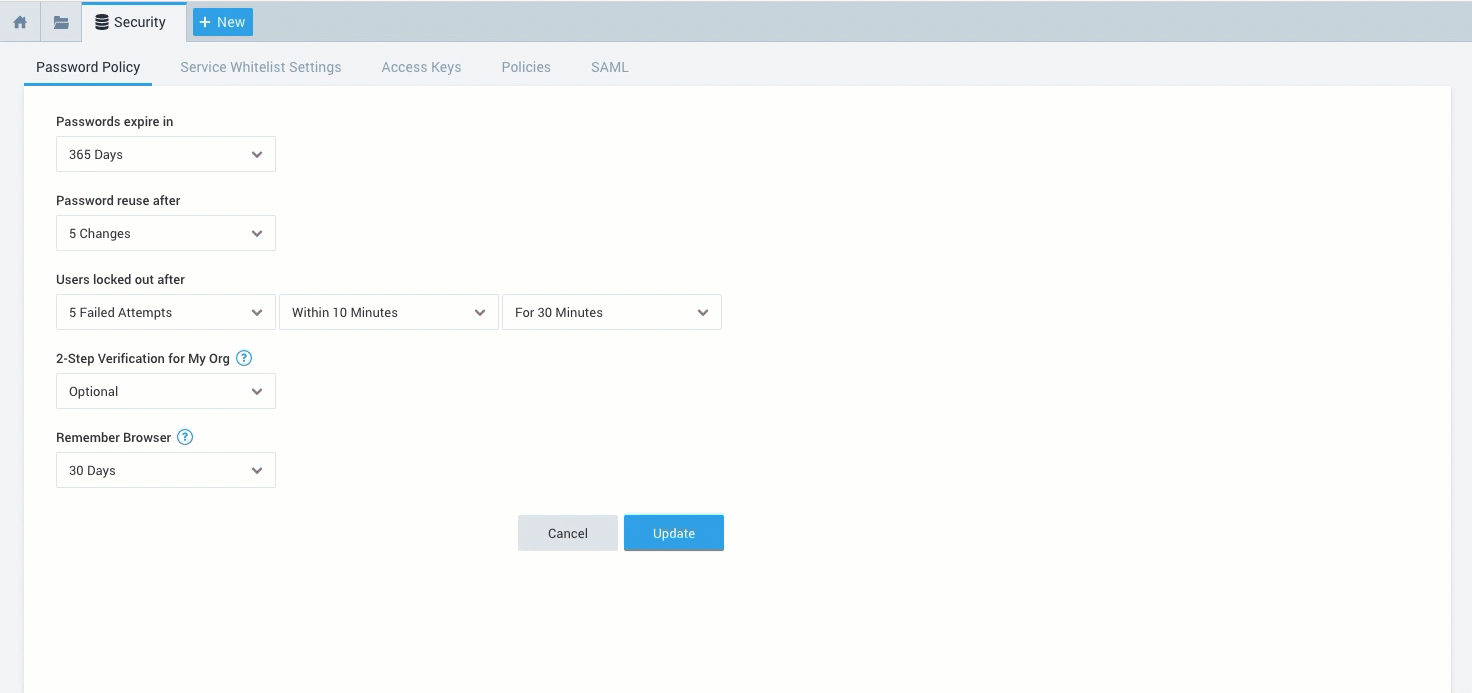 Security
+ New
Password Policy Service Whitelist Settings Access Keys Policies SAML
Passwords expire in
365 Days
Password reuse after
5 Changes
Users locked out after
5 Failed Attempts Within 10 Minutes For 30 Minutes
2-Step Verification for My Org ?
Optional
Remember Browser ?
30 Days
Cancel Update